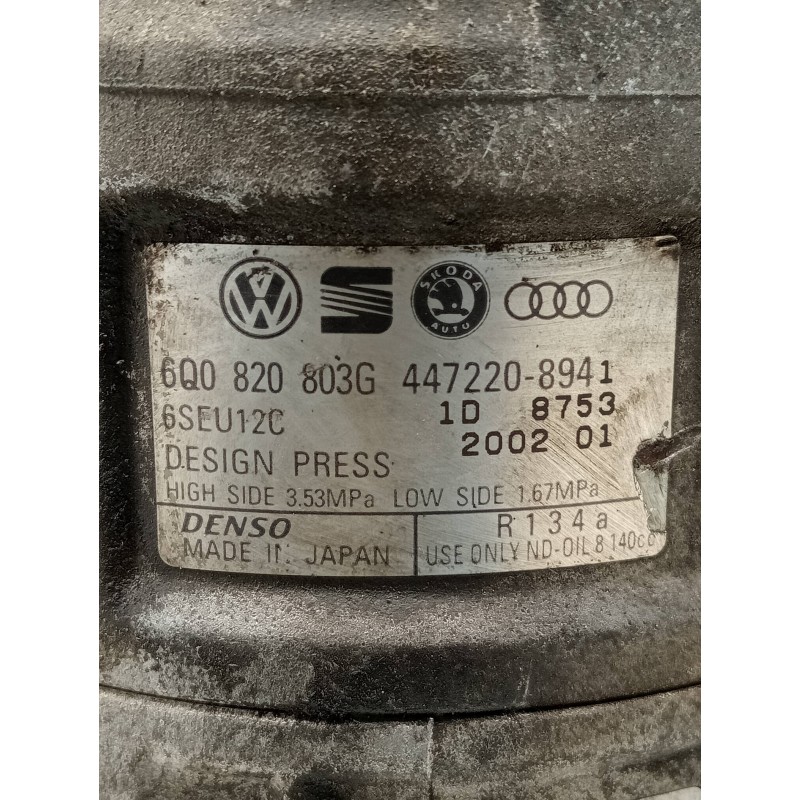 ŠKODA
AUTO
6Q0 820 803G 447220-8941
6SEU12C 1D 8753
2002 01
DESIGN PRESS
HIGH SIDE 3.53MPa LOW SIDE 1.67MPa
DENSO R134a
MADE IN JAPAN USE ONLY ND-OIL 8 140cc